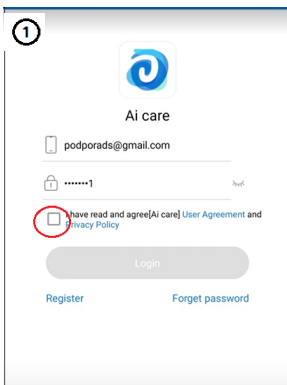 1
Ai care
podporads@gmail.com
•••••••1
I have read and agree[Ai care] User Agreement and
Privacy Policy
Login
Register Forget password